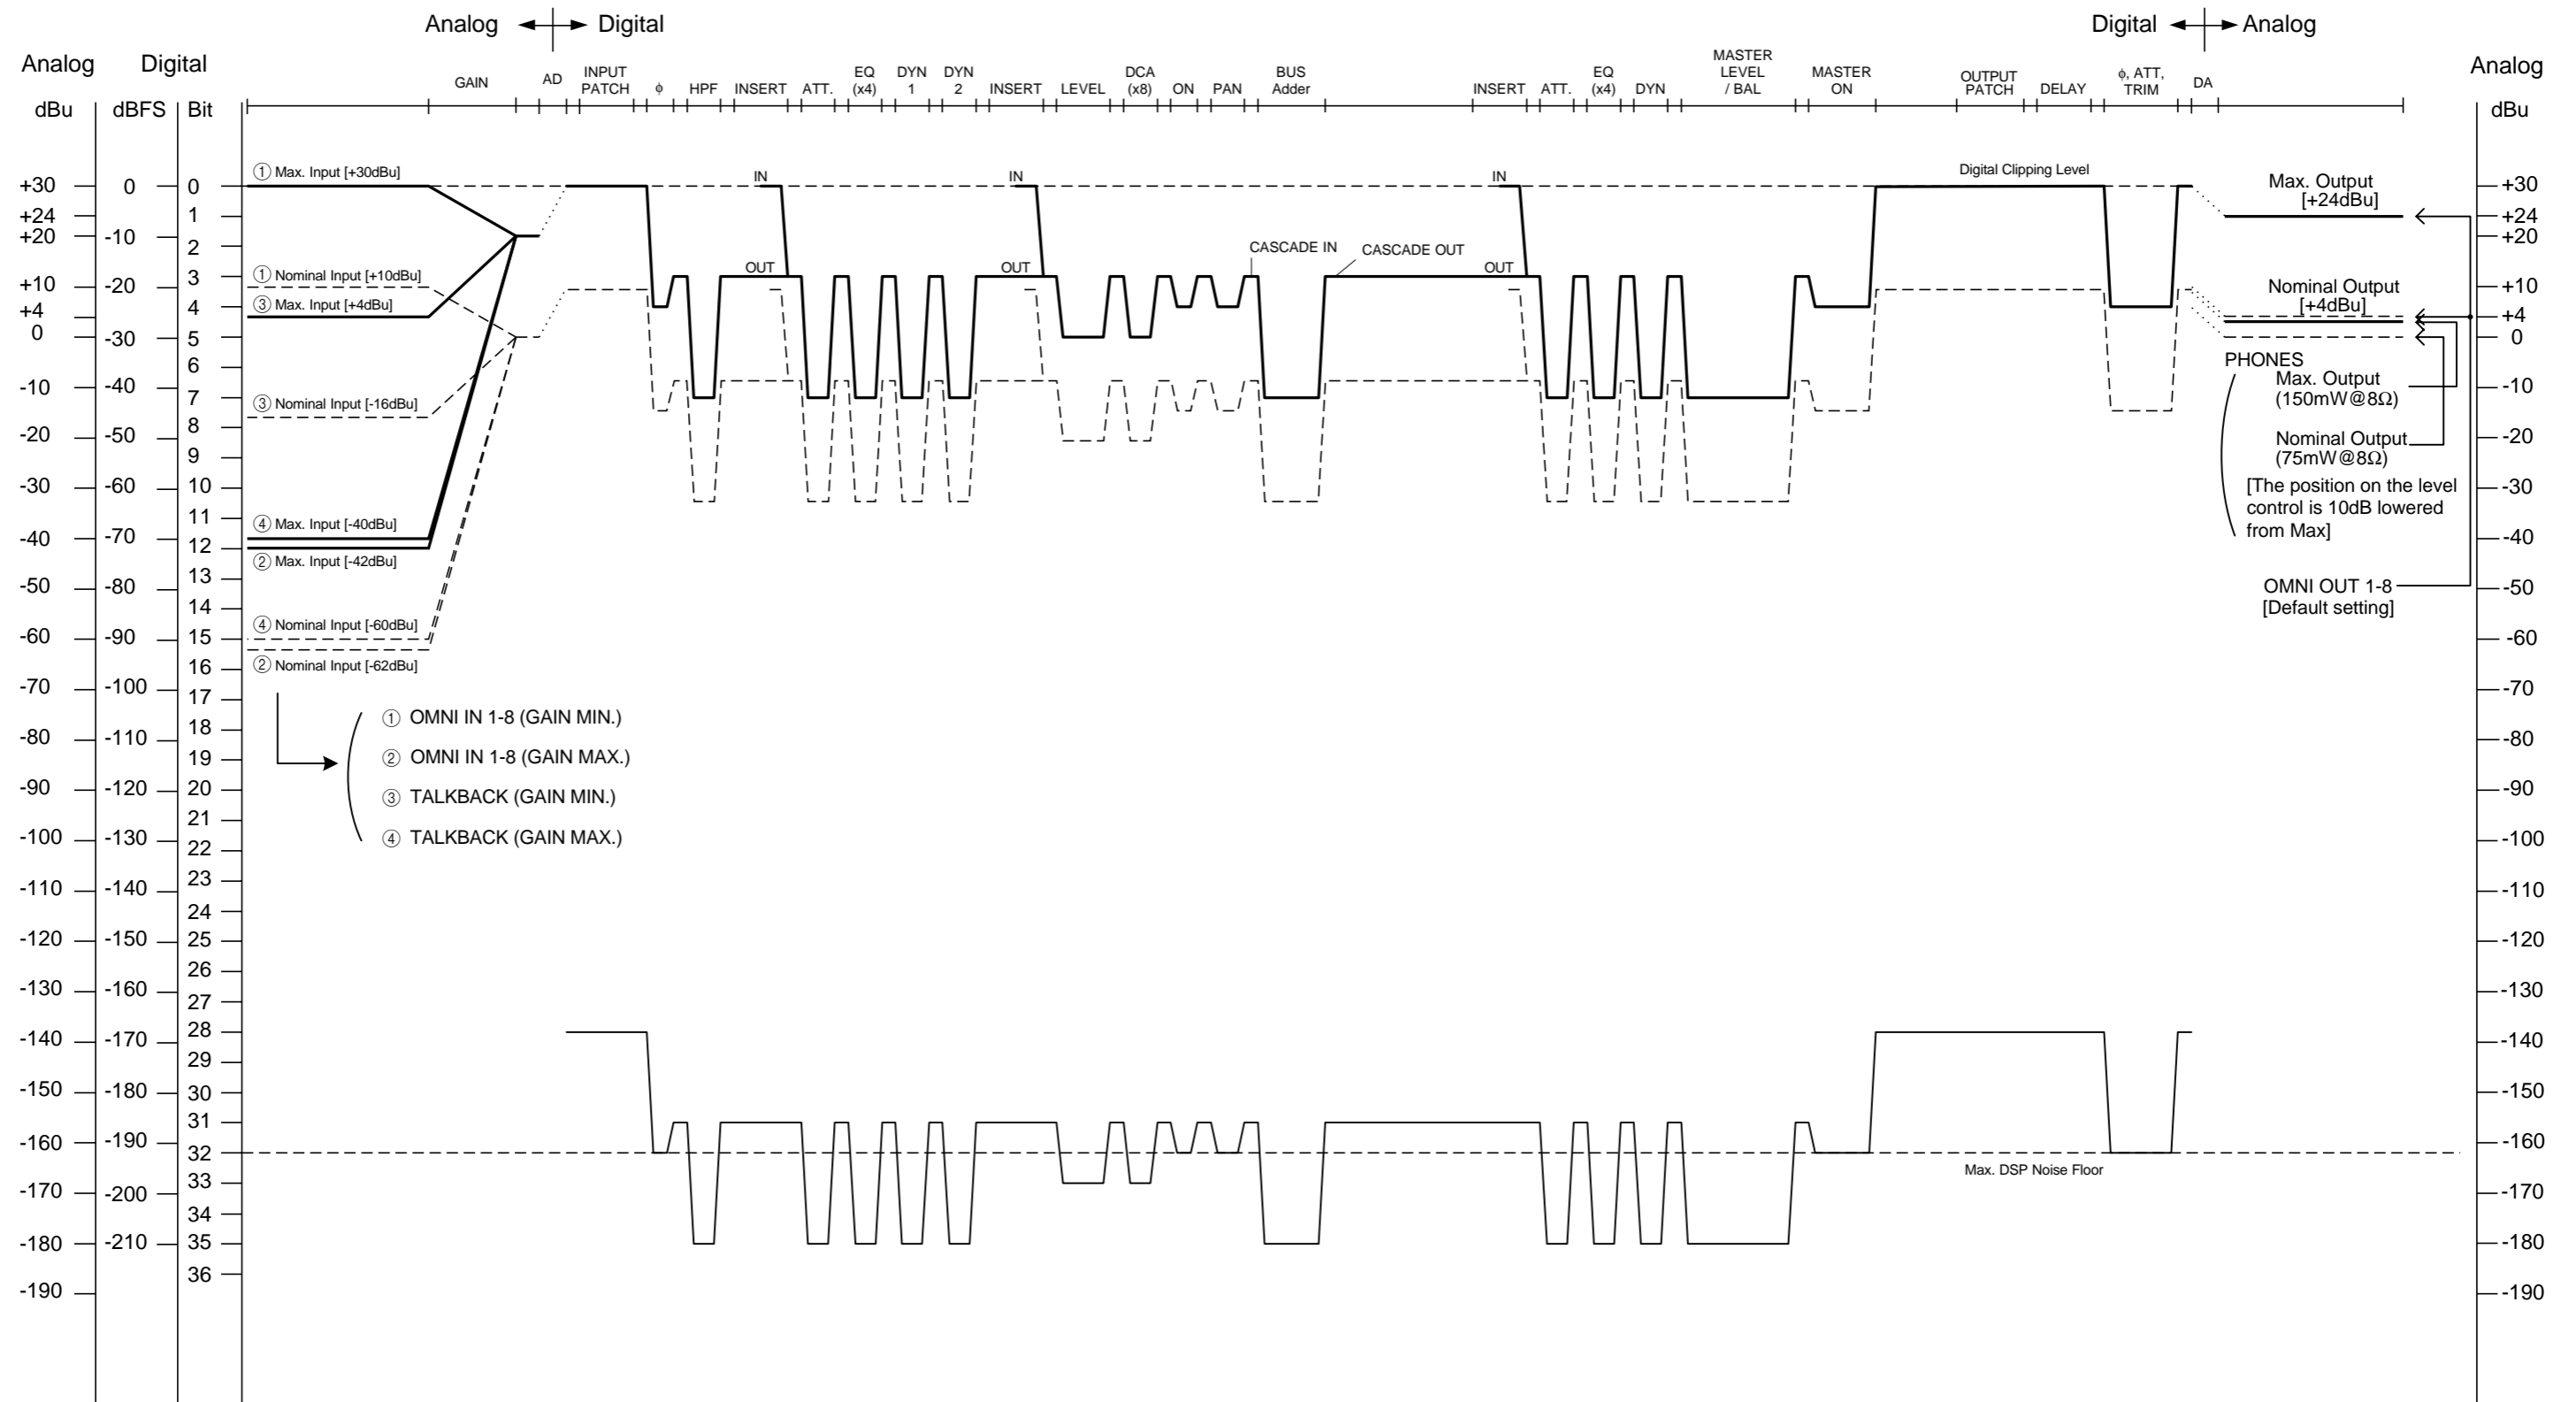 Analog Digital
Digital Analog
Analog Digital
Analog
dBu dBFS Bit
dBu
GAIN
AD
INPUT
PATCH
φ
HPF
INSERT
ATT.
EQ
(x4)
DYN
1
DYN
2
INSERT
LEVEL
DCA
(x8)
ON
PAN
BUS
Adder
INSERT
ATT.
EQ
(x4)
DYN
MASTER
LEVEL
/ BAL
MASTER
ON
OUTPUT
PATCH
DELAY
φ, ATT,
TRIM
DA
+30
+24
+20
+10
+4
0
-10
-20
-30
-40
-50
-60
-70
-80
-90
-100
-110
-120
-130
-140
-150
-160
-170
-180
-190
0
-10
-20
-30
-40
-50
-60
-70
-80
-90
-100
-110
-120
-130
-140
-150
-160
-170
-180
-190
-200
-210
0
1
2
3
4
5
6
7
8
9
10
11
12
13
14
15
16
17
18
19
20
21
22
23
24
25
26
27
28
29
30
31
32
33
34
35
36
① Max. Input [+30dBu]
① Nominal Input [+10dBu]
③ Max. Input [+4dBu]
③ Nominal Input [-16dBu]
④ Max. Input [-40dBu]
② Max. Input [-42dBu]
④ Nominal Input [-60dBu]
② Nominal Input [-62dBu]
① OMNI IN 1-8 (GAIN MIN.)
② OMNI IN 1-8 (GAIN MAX.)
③ TALKBACK (GAIN MIN.)
④ TALKBACK (GAIN MAX.)
IN
OUT
IN
OUT
CASCADE IN
CASCADE OUT
IN
OUT
Digital Clipping Level
Max. DSP Noise Floor
Max. Output
[+24dBu]
Nominal Output
[+4dBu]
PHONES
Max. Output
(150mW@8Ω)
Nominal Output
(75mW@8Ω)
[The position on the level
control is 10dB lowered
from Max]
OMNI OUT 1-8
[Default setting]
+30
+24
+20
+10
+4
0
-10
-20
-30
-40
-50
-60
-70
-80
-90
-100
-110
-120
-130
-140
-150
-160
-170
-180
-190